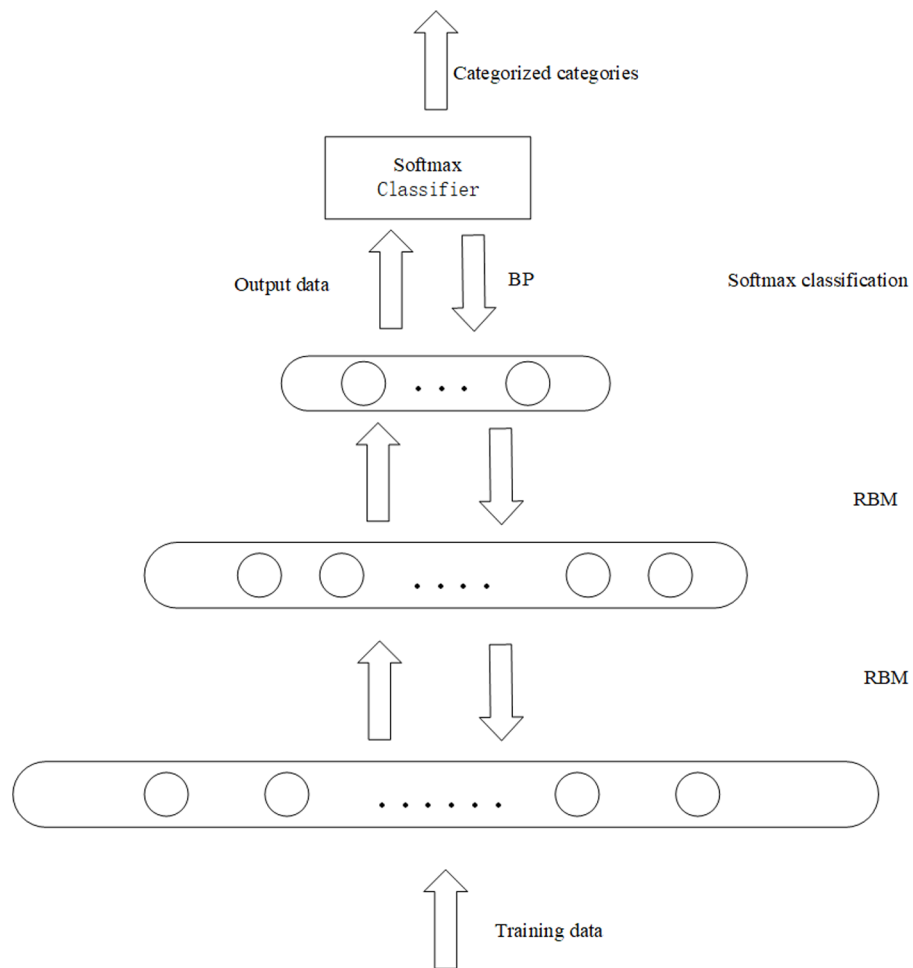 Categorized categories
Softmax
Classifier
Output data
BP
Softmax classification
RBM
RBM
Training data